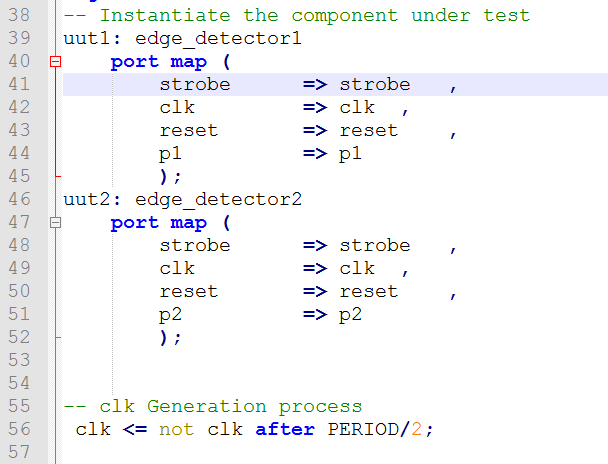 38 -- Instantiate the component under test
39 uut1: edge_detector1
40     port map (
41         strobe      => strobe   ,
42         clk         => clk  ,
43         reset       => reset    ,
44         p1          => p1
45         );
46 uut2: edge_detector2
47     port map (
48         strobe      => strobe   ,
49         clk         => clk  ,
50         reset       => reset    ,
51         p2          => p2
52         );
53
54
55 -- clk Generation process
56  clk <= not clk after PERIOD/2;
57